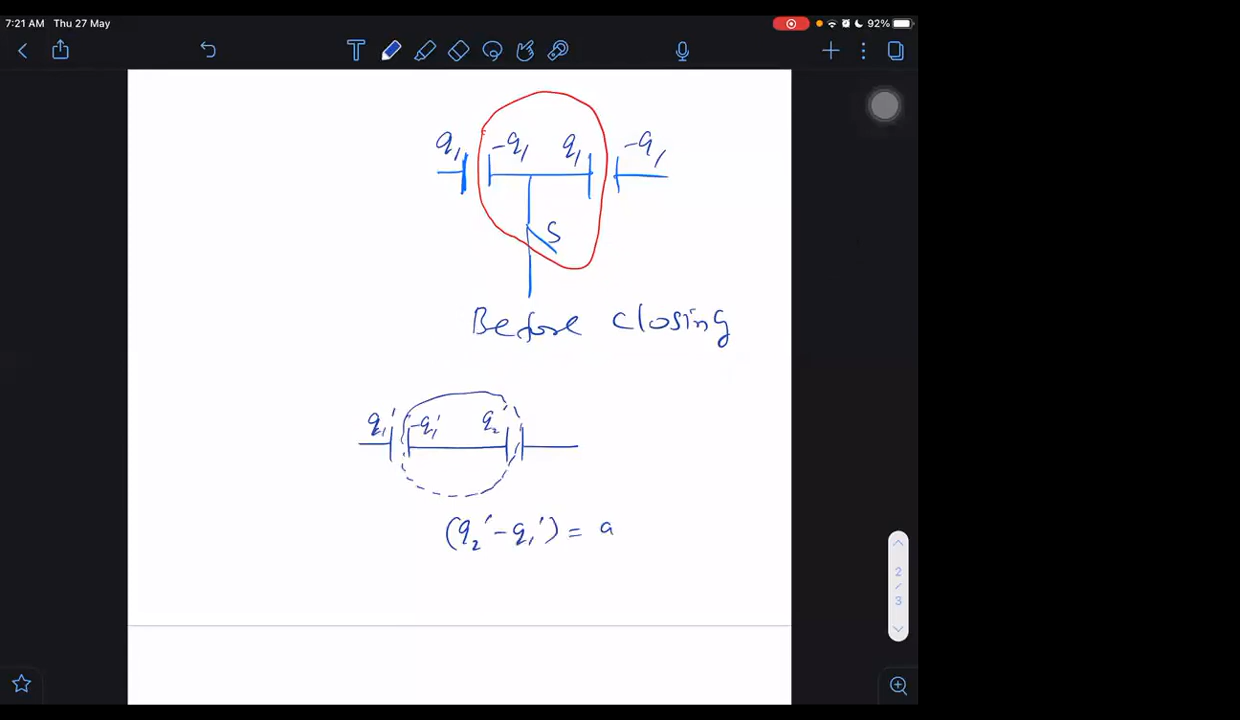 7:21 AM Thu 27 May
92%
T
q₁ -q₁ q₁ -q₁
S
Before closing
q₁' -q₁' q₂'
(q₂' - q₁') = q
2
/
3